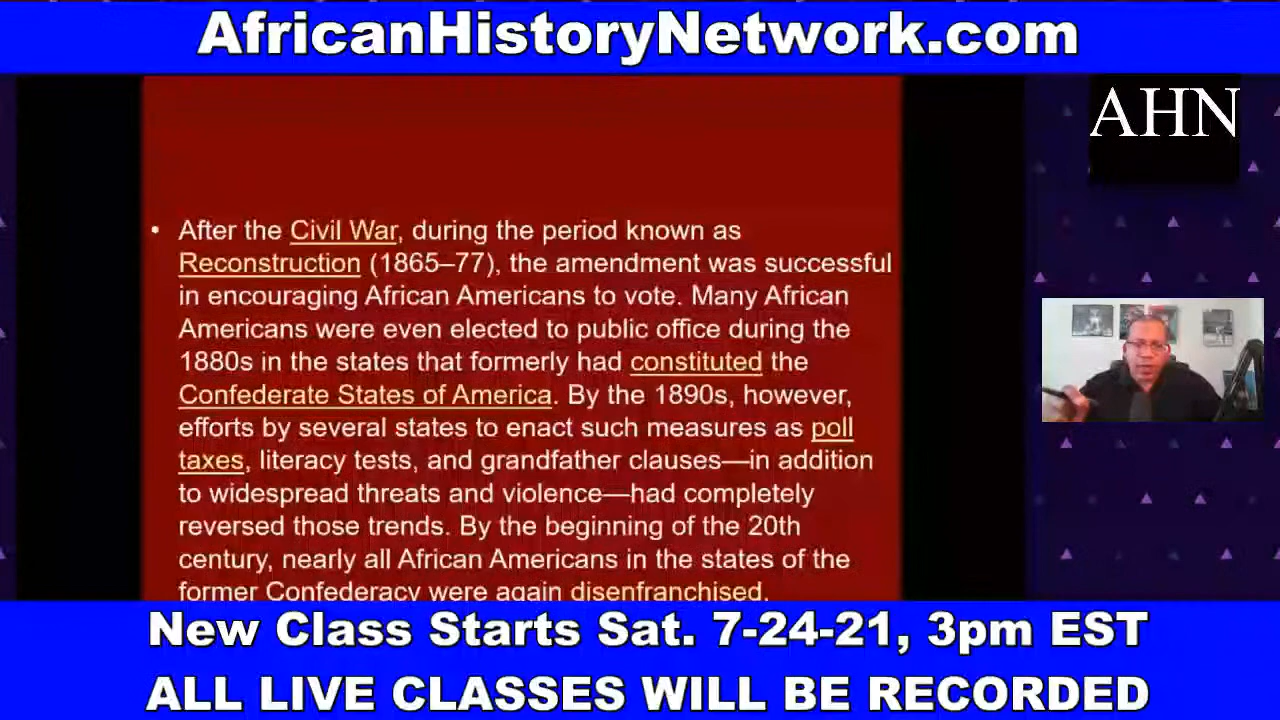 AfricanHistoryNetwork.com
AHN
• After the Civil War, during the period known as
Reconstruction (1865–77), the amendment was successful
in encouraging African Americans to vote. Many African
Americans were even elected to public office during the
1880s in the states that formerly had constituted the
Confederate States of America. By the 1890s, however,
efforts by several states to enact such measures as poll
taxes, literacy tests, and grandfather clauses—in addition
to widespread threats and violence—had completely
reversed those trends. By the beginning of the 20th
century, nearly all African Americans in the states of the
former Confederacy were again disenfranchised.
New Class Starts Sat. 7-24-21, 3pm EST
ALL LIVE CLASSES WILL BE RECORDED